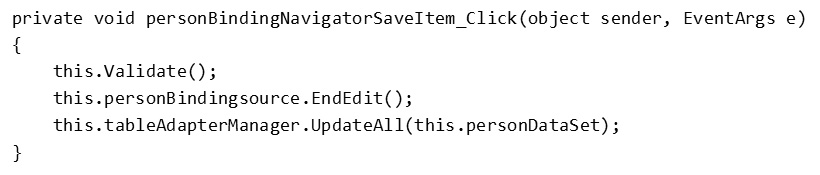 private void personBindingNavigatorSaveItem_Click(object sender, EventArgs e)
{
    this.Validate();
    this.personBindingsource.EndEdit();
    this.tableAdapterManager.UpdateAll(this.personDataSet);
}